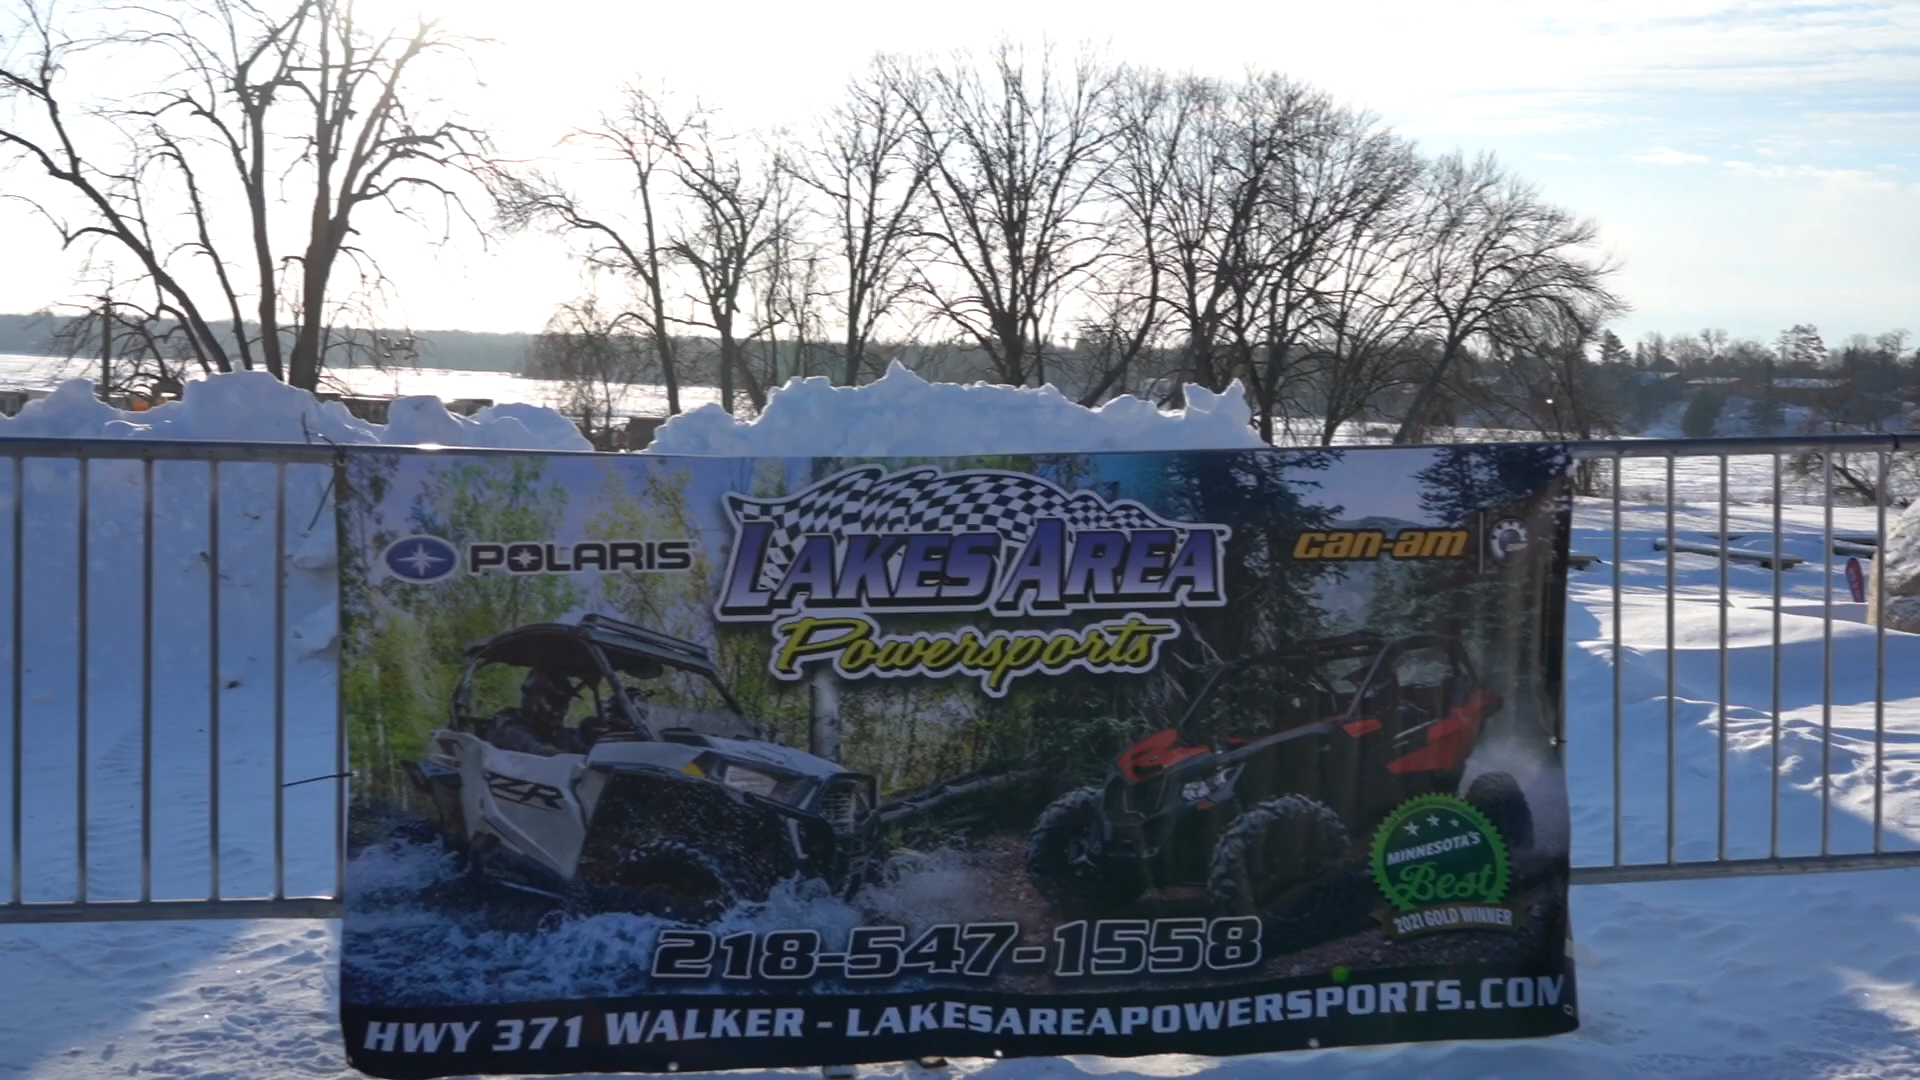 POLARIS
LAKES AREA
Powersports
can-am
RZR
MINNESOTA'S
Best
2021 GOLD WINNER
218-547-1558
HWY 371 WALKER - LAKESAREAPOWERSPORTS.COM